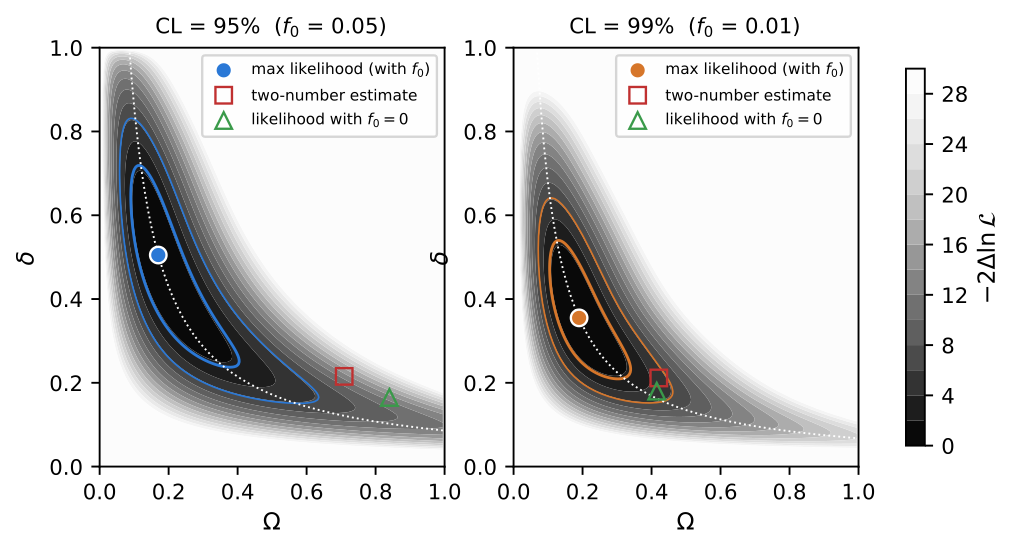 CL = 95% (f₀ = 0.05)
max likelihood (with f₀)
two-number estimate
likelihood with f₀ = 0
δ
1.0
0.8
0.6
0.4
0.2
0.0
0.0 0.2 0.4 0.6 0.8 1.0
Ω
CL = 99% (f₀ = 0.01)
max likelihood (with f₀)
two-number estimate
likelihood with f₀ = 0
δ
1.0
0.8
0.6
0.4
0.2
0.0
0.0 0.2 0.4 0.6 0.8 1.0
Ω
28
24
20
16
12
8
4
0
−2Δln ℒ